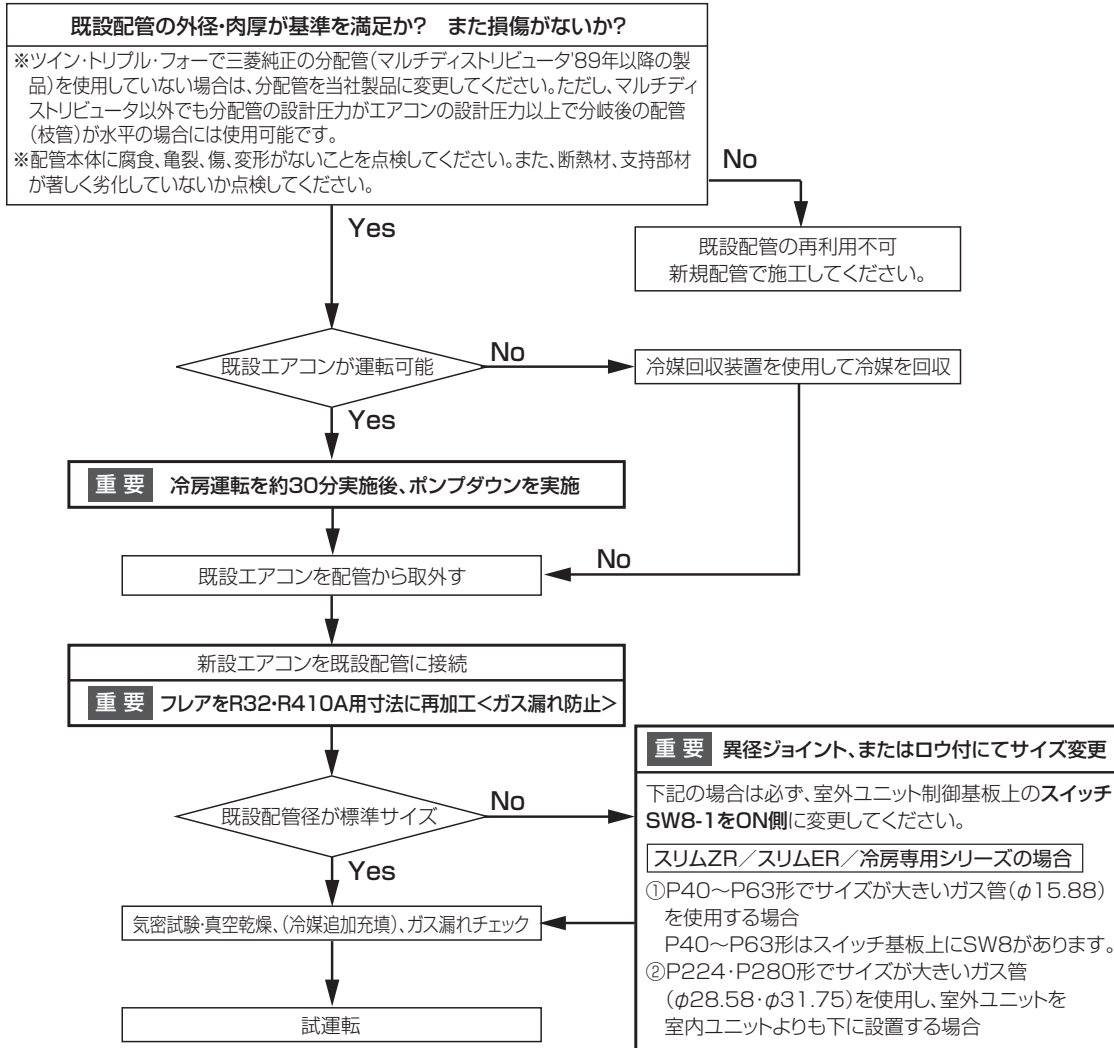 既設配管の外径・肉厚が基準を満足か?　また損傷がないか?
※ツイン・トリプル・フォーで三菱純正の分配管(マルチディストリビュータ'89年以降の製
品)を使用していない場合は、分配管を当社製品に変更してください。ただし、マルチディ
ストリビュータ以外でも分配管の設計圧力がエアコンの設計圧力以上で分岐後の配管
(枝管)が水平の場合には使用可能です。
※配管本体に腐食、亀裂、傷、変形がないことを点検してください。また、断熱材、支持部材
が著しく劣化していないか点検してください。
No
Yes
既設配管の再利用不可
新規配管で施工してください。
既設エアコンが運転可能
No
冷媒回収装置を使用して冷媒を回収
Yes
重要 冷房運転を約30分実施後、ポンプダウンを実施
No
既設エアコンを配管から取外す
新設エアコンを既設配管に接続
重要 フレアをR32・R410A用寸法に再加工<ガス漏れ防止>
既設配管径が標準サイズ
No
Yes
重要 異径ジョイント、またはロウ付にてサイズ変更
下記の場合は必ず、室外ユニット制御基板上のスイッチ
SW8-1をON側に変更してください。
スリムZR/スリムER/冷房専用シリーズの場合
①P40~P63形でサイズが大きいガス管(φ15.88)
を使用する場合
P40~P63形はスイッチ基板上にSW8があります。
②P224・P280形でサイズが大きいガス管
(φ28.58・φ31.75)を使用し、室外ユニットを
室内ユニットよりも下に設置する場合
気密試験・真空乾燥、(冷媒追加充填)、ガス漏れチェック
試運転